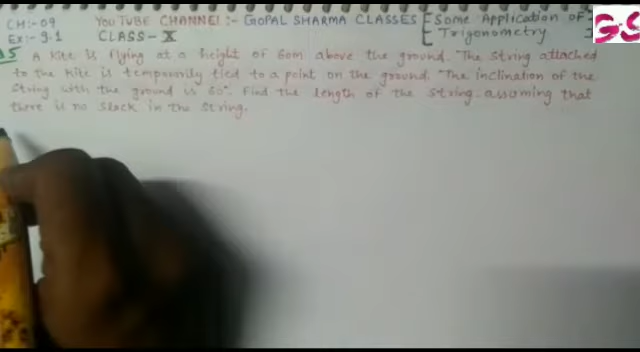 CH:- 09 YOUTUBE CHANNEL:- GOPAL SHARMA CLASSES [Some Application of
Ex:- 9.1 CLASS-X Trigonometry ]
G-S
5 A kite is flying at a height of 60m above the ground. The string attached
to the kite is temporarily tied to a point on the ground. The inclination of the
string with the ground is 60°. Find the length of the string. assuming that
there is no slack in the string.